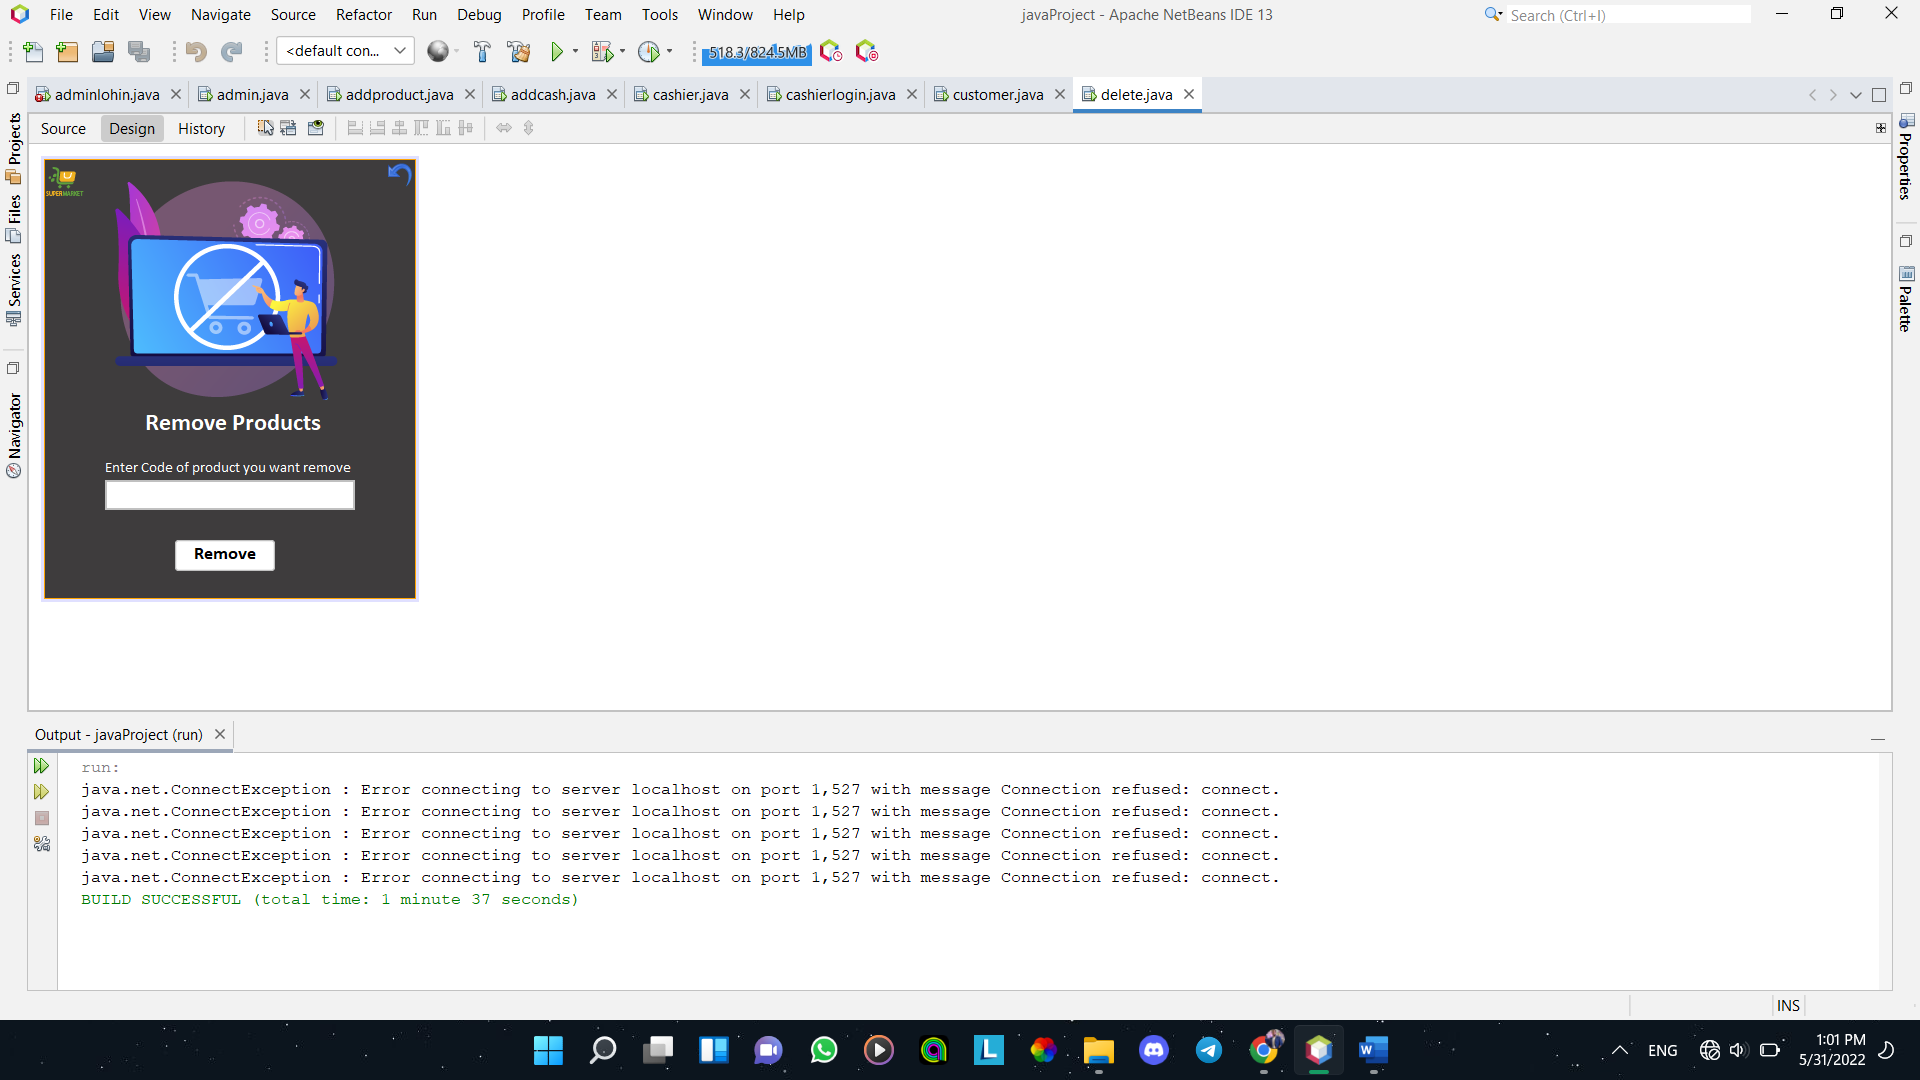 File Edit View Navigate Source Refactor Run Debug Profile Team Tools Window Help
javaProject - Apache NetBeans IDE 13
Search (Ctrl+I)
<default con...
518.3/824.5MB
adminlohin.java
admin.java
addproduct.java
addcash.java
cashier.java
cashierlogin.java
customer.java
delete.java
Source Design History
Projects
Files
Services
Navigator
Properties
Palette
SUPERMARKET
Remove Products
Enter Code of product you want remove
Remove
Output - javaProject (run)
run:
java.net.ConnectException : Error connecting to server localhost on port 1,527 with message Connection refused: connect.
java.net.ConnectException : Error connecting to server localhost on port 1,527 with message Connection refused: connect.
java.net.ConnectException : Error connecting to server localhost on port 1,527 with message Connection refused: connect.
java.net.ConnectException : Error connecting to server localhost on port 1,527 with message Connection refused: connect.
java.net.ConnectException : Error connecting to server localhost on port 1,527 with message Connection refused: connect.
BUILD SUCCESSFUL (total time: 1 minute 37 seconds)
INS
ENG
1:01 PM
5/31/2022